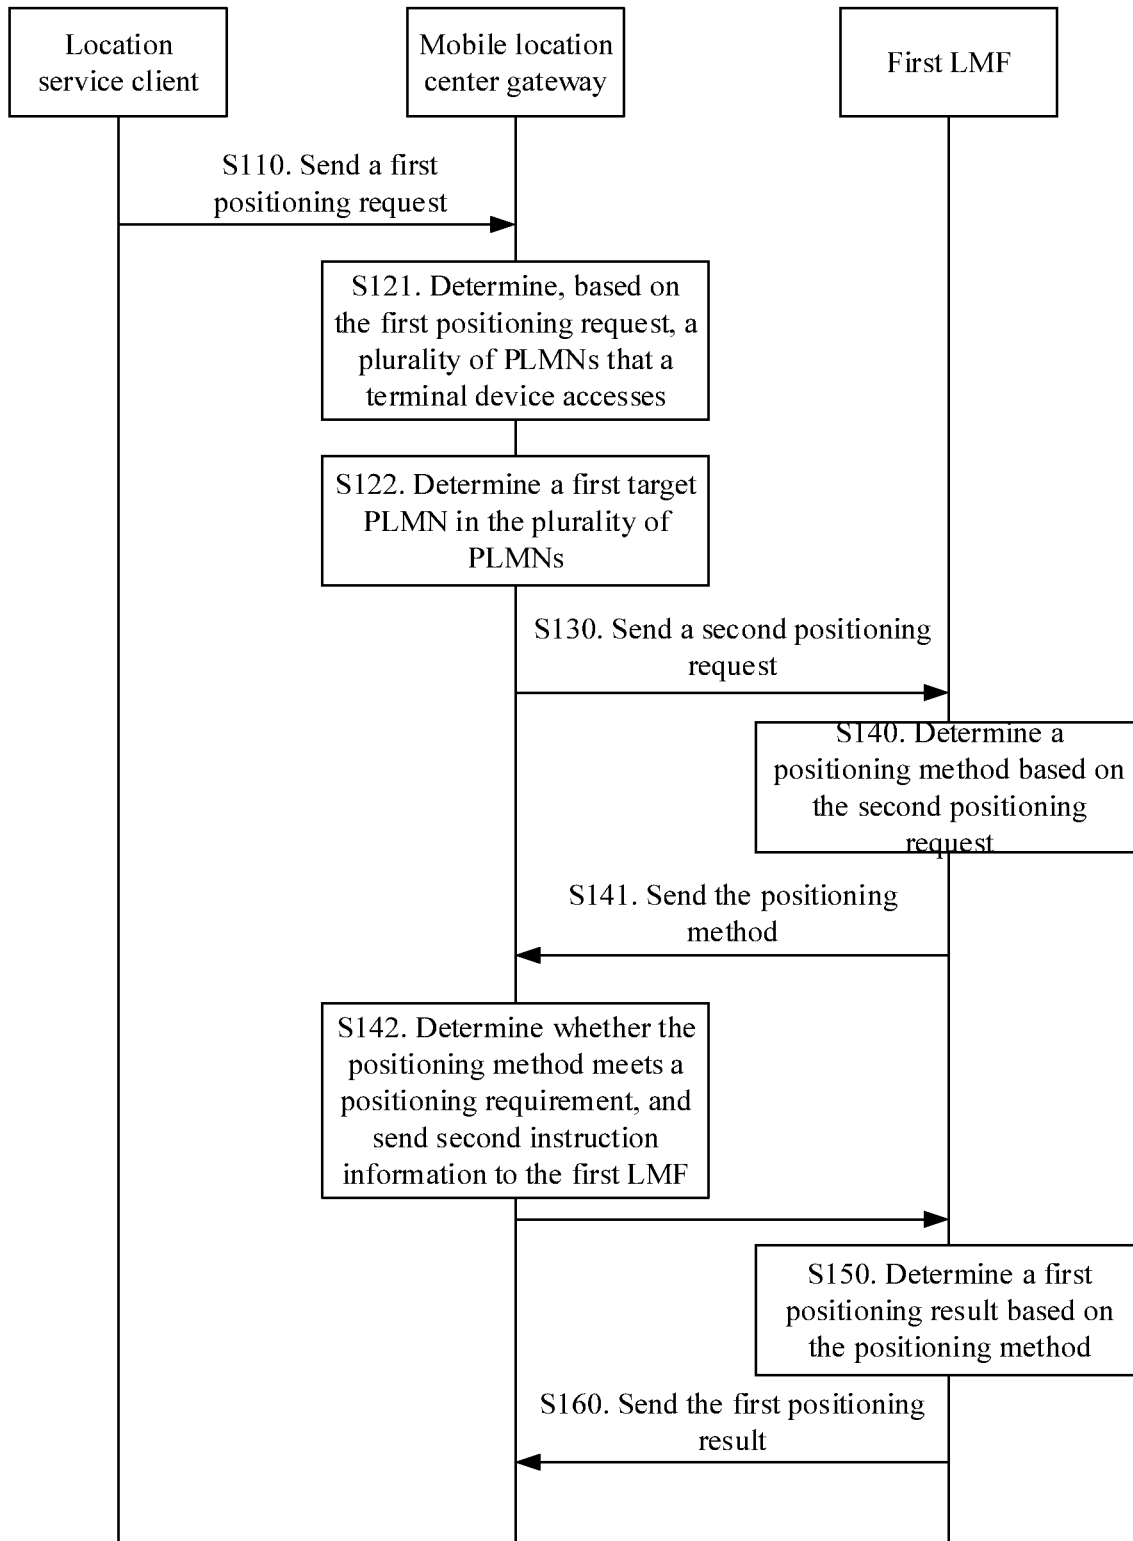 Location
service client
Mobile location
center gateway
First LMF
S110. Send a first
positioning request
S121. Determine, based on
the first positioning request, a
plurality of PLMNs that a
terminal device accesses
S122. Determine a first target
PLMN in the plurality of
PLMNs
S130. Send a second positioning
request
S140. Determine a
positioning method based on
the second positioning
request
S141. Send the positioning
method
S142. Determine whether the
positioning method meets a
positioning requirement, and
send second instruction
information to the first LMF
S150. Determine a first
positioning result based on
the positioning method
S160. Send the first positioning
result